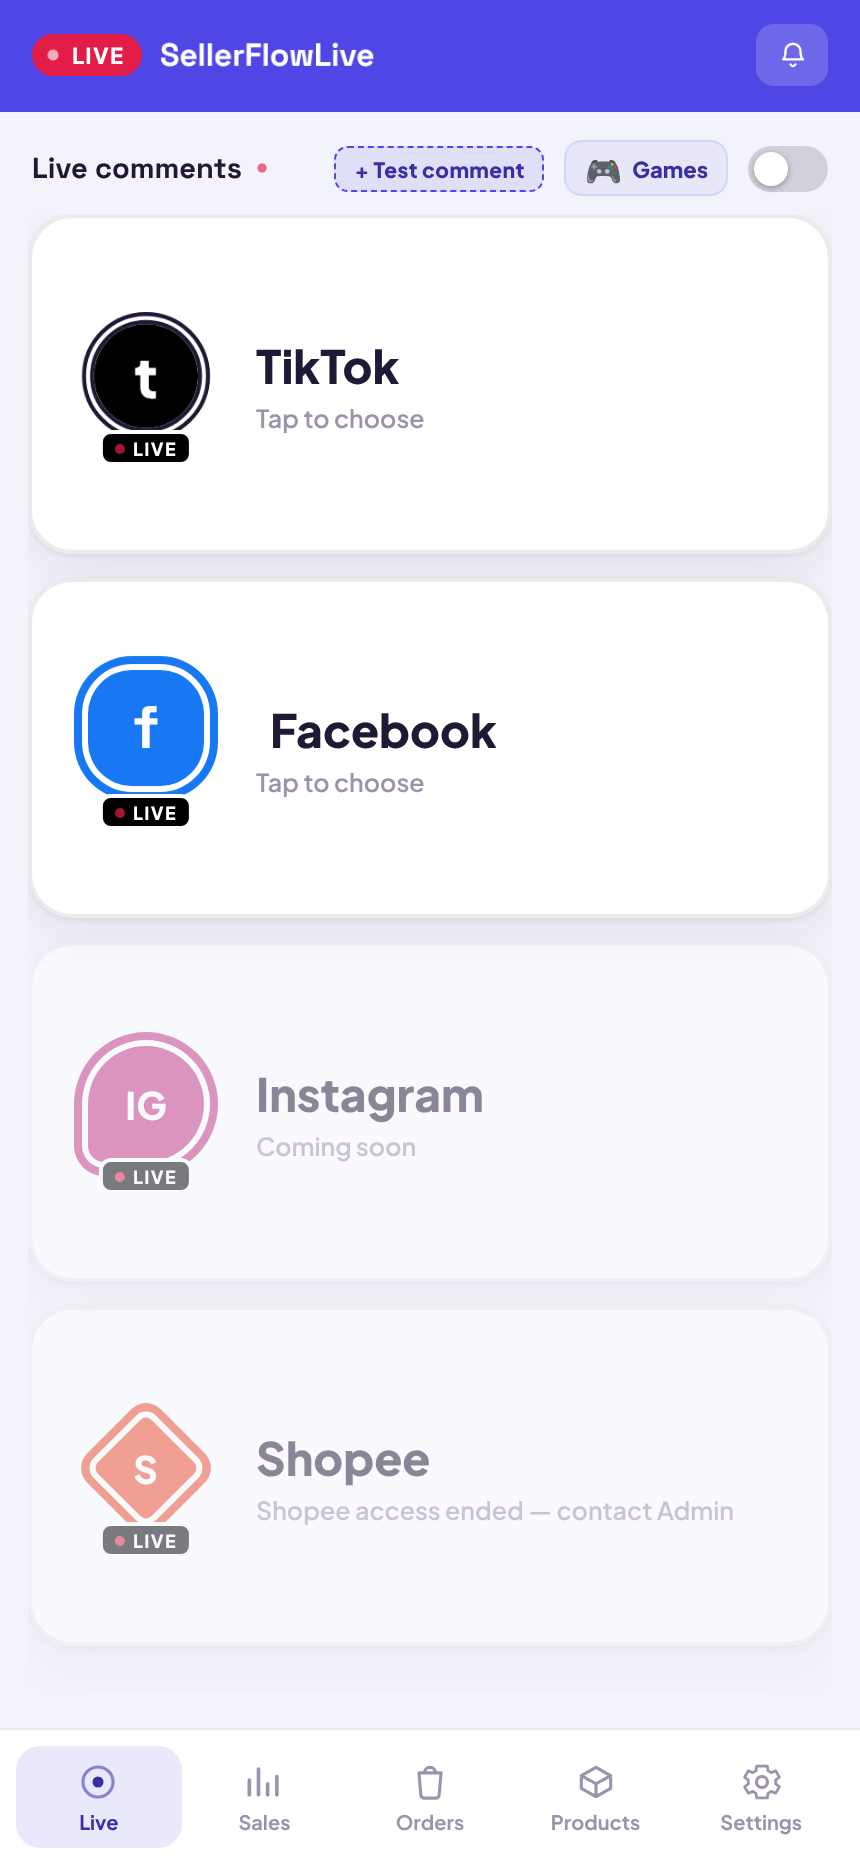 LIVE SellerFlowLive
Live comments + Test comment 🎮 Games
t
TikTok
Tap to choose
LIVE
f
Facebook
Tap to choose
LIVE
IG
Instagram
Coming soon
LIVE
S
Shopee
Shopee access ended — contact Admin
LIVE
Live Sales Orders Products Settings